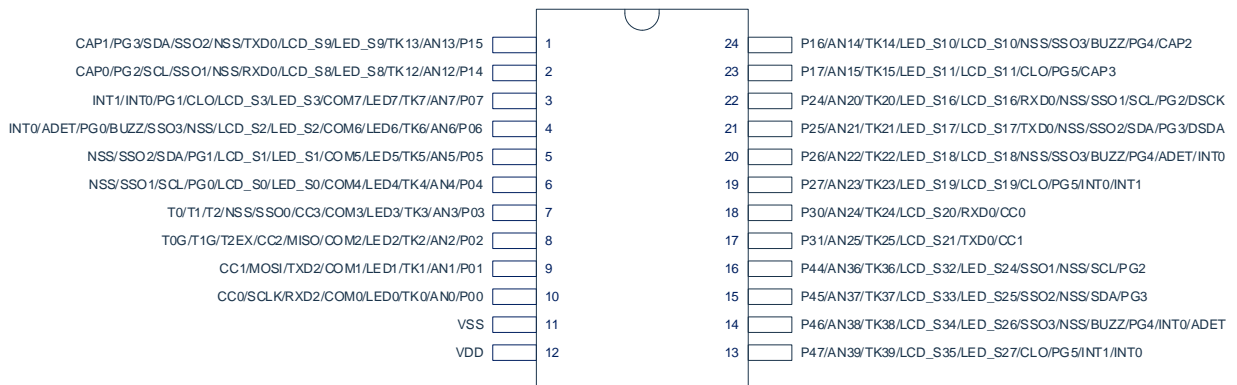 CAP1/PG3/SDA/SSO2/NSS/TXD0/LCD_S9/LED_S9/TK13/AN13/P15 1 24 P16/AN14/TK14/LED_S10/LCD_S10/NSS/SSO3/BUZZ/PG4/CAP2
CAP0/PG2/SCL/SSO1/NSS/RXD0/LCD_S8/LED_S8/TK12/AN12/P14 2 23 P17/AN15/TK15/LED_S11/LCD_S11/CLO/PG5/CAP3
INT1/INT0/PG1/CLO/LCD_S3/LED_S3/COM7/LED7/TK7/AN7/P07 3 22 P24/AN20/TK20/LED_S16/LCD_S16/RXD0/NSS/SSO1/SCL/PG2/DSCK
INT0/ADET/PG0/BUZZ/SSO3/NSS/LCD_S2/LED_S2/COM6/LED6/TK6/AN6/P06 4 21 P25/AN21/TK21/LED_S17/LCD_S17/TXD0/NSS/SSO2/SDA/PG3/DSDA
NSS/SSO2/SDA/PG1/LCD_S1/LED_S1/COM5/LED5/TK5/AN5/P05 5 20 P26/AN22/TK22/LED_S18/LCD_S18/NSS/SSO3/BUZZ/PG4/ADET/INT0
NSS/SSO1/SCL/PG0/LCD_S0/LED_S0/COM4/LED4/TK4/AN4/P04 6 19 P27/AN23/TK23/LED_S19/LCD_S19/CLO/PG5/INT0/INT1
T0/T1/T2/NSS/SSO0/CC3/COM3/LED3/TK3/AN3/P03 7 18 P30/AN24/TK24/LCD_S20/RXD0/CC0
T0G/T1G/T2EX/CC2/MISO/COM2/LED2/TK2/AN2/P02 8 17 P31/AN25/TK25/LCD_S21/TXD0/CC1
CC1/MOSI/TXD2/COM1/LED1/TK1/AN1/P01 9 16 P44/AN36/TK36/LCD_S32/LED_S24/SSO1/NSS/SCL/PG2
CC0/SCLK/RXD2/COM0/LED0/TK0/AN0/P00 10 15 P45/AN37/TK37/LCD_S33/LED_S25/SSO2/NSS/SDA/PG3
VSS 11 14 P46/AN38/TK38/LCD_S34/LED_S26/SSO3/NSS/BUZZ/PG4/INT0/ADET
VDD 12 13 P47/AN39/TK39/LCD_S35/LED_S27/CLO/PG5/INT1/INT0